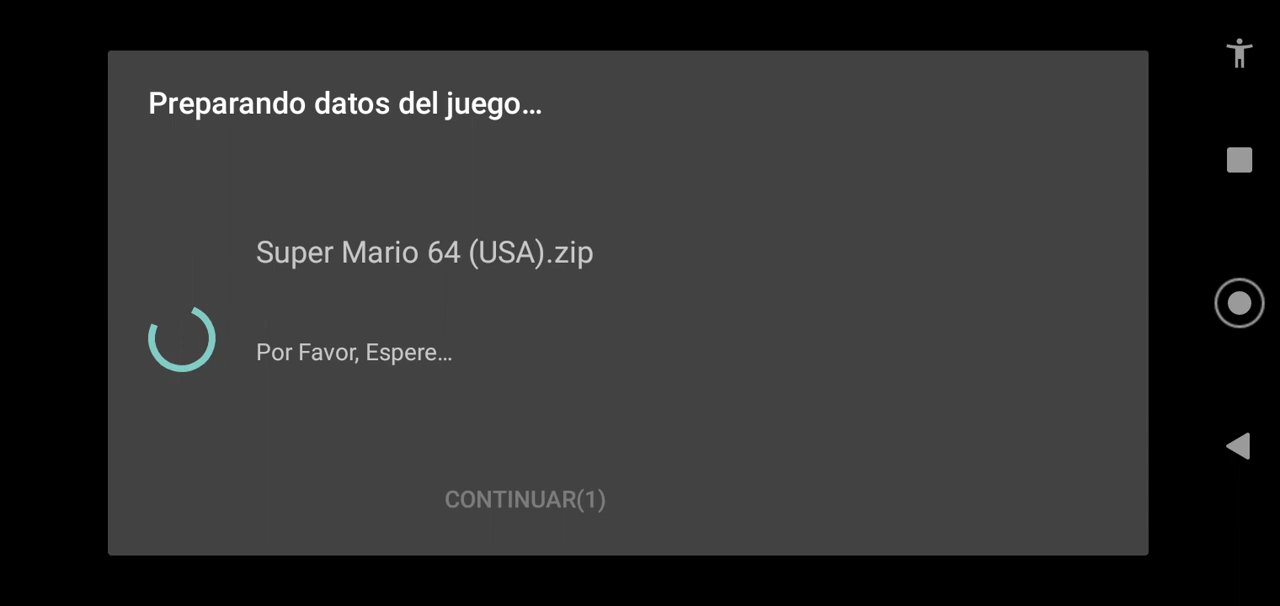 Preparando datos del juego…
Super Mario 64 (USA).zip
Por Favor, Espere…
CONTINUAR(1)